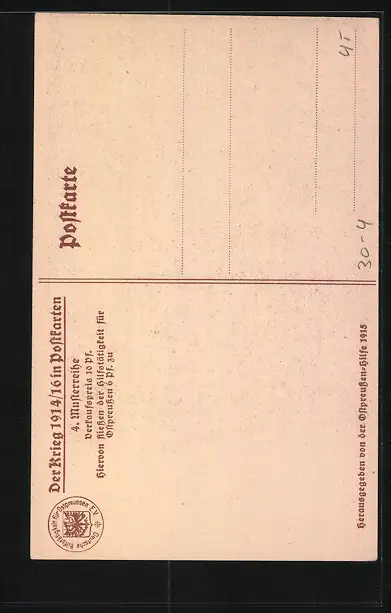 Der Krieg 1914/16 in Postkarten
4. Musterreihe
Verkaufspreis 10 Pf.
Hiervon fließen der Hilfstätigkeit für
Ostpreußen 6 Pf. zu
Postkarte
Herausgegeben von der Ostpreußen-Hilfe 1915
30-4